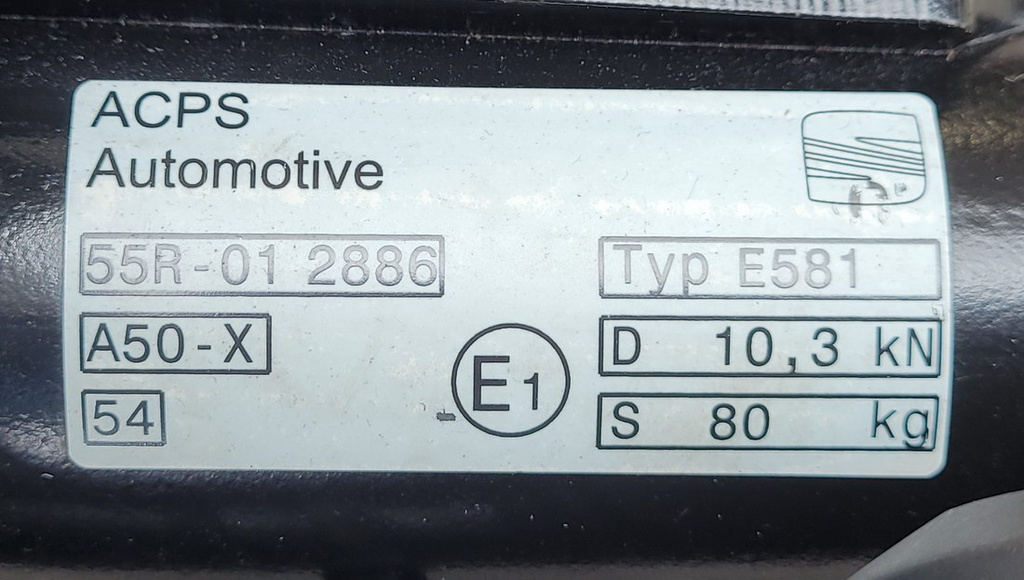 ACPS
Automotive
55R-01 2886
Typ E581
A50-X
D 10,3 kN
E1
54
S 80 kg